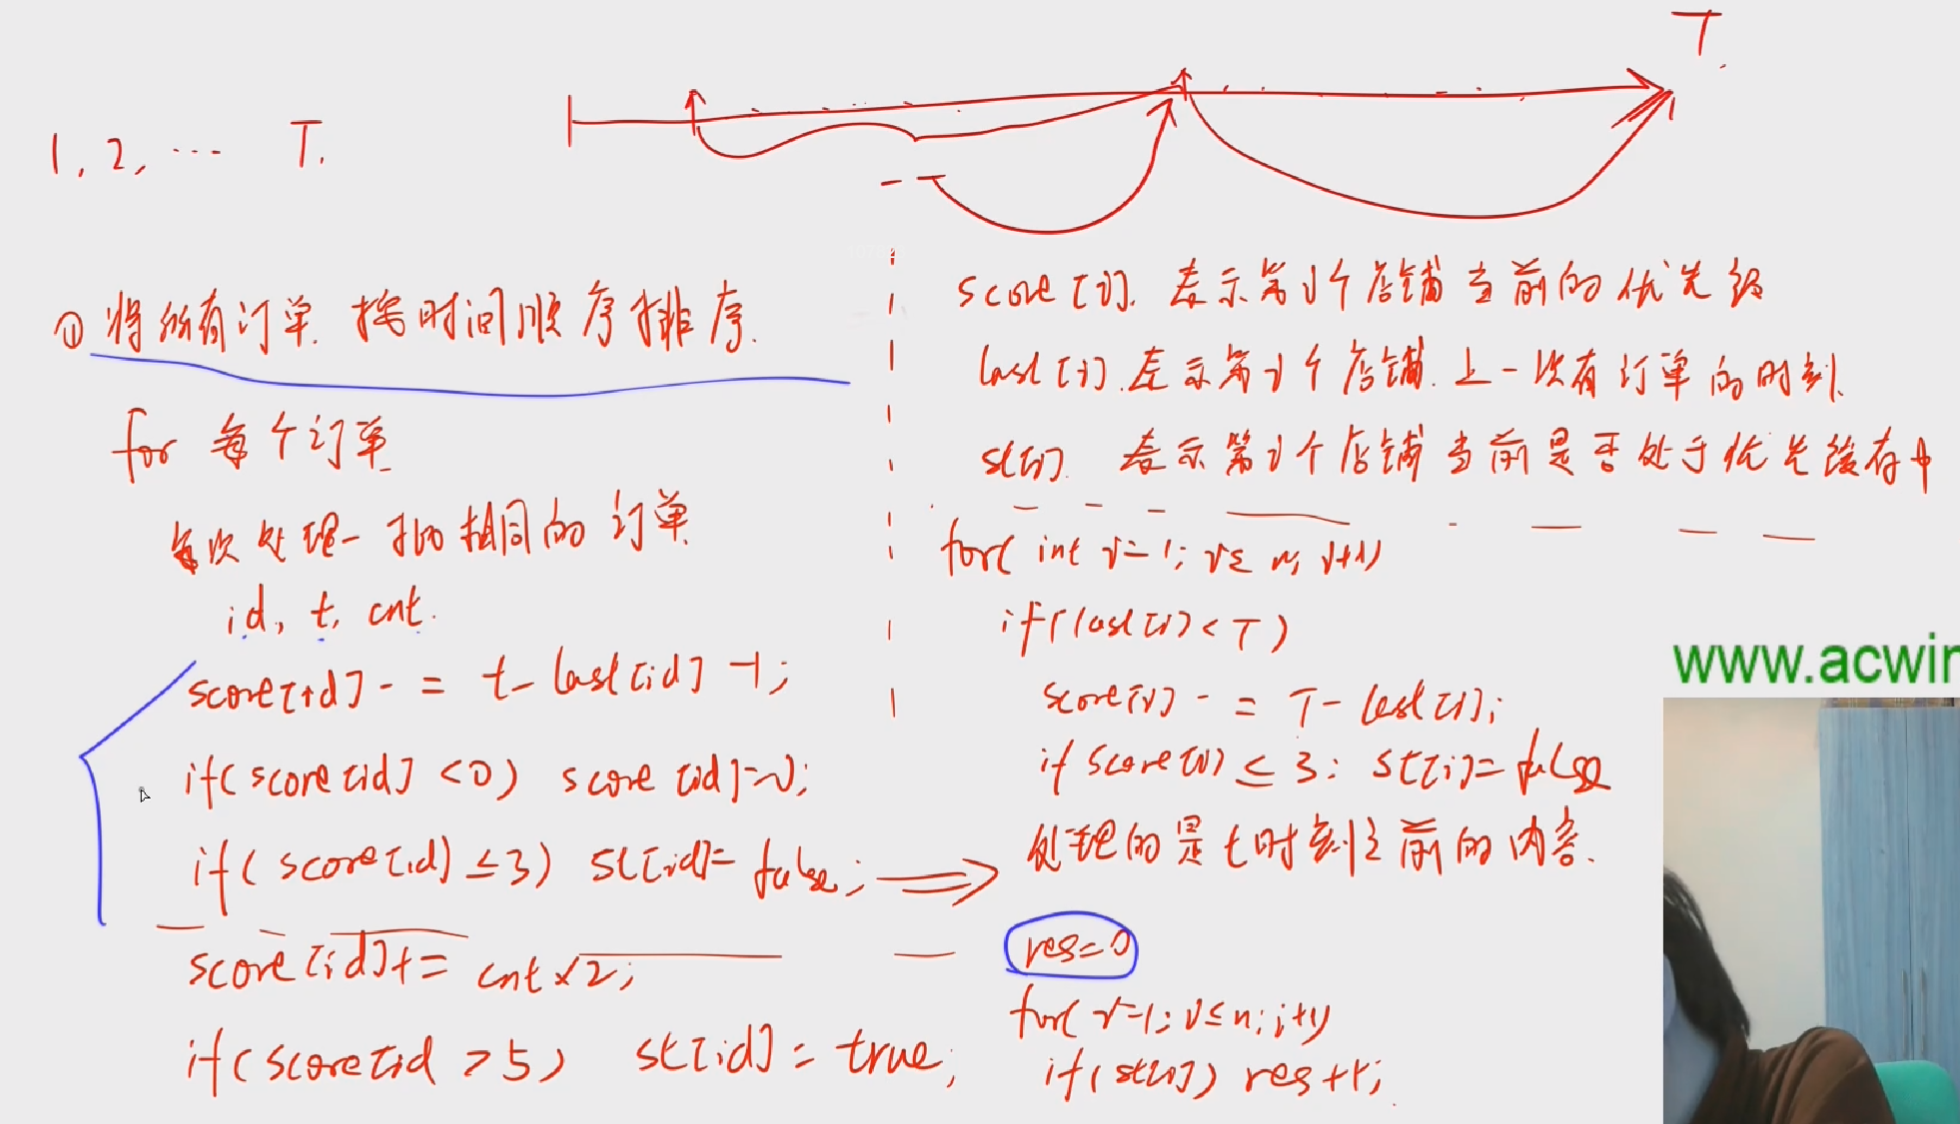 T.
1, 2, ... T.
① 将所有订单. 按时间顺序排序.
for 每个订单
每次处理一批相同的订单
id, t, cnt.
score[id] -= t - last[id] - 1;
if(score[id] < 0) score[id]=0;
if(score[id] ≤ 3) st[id]= false;
score[id]+= cnt×2;
if(score[id > 5) st[id] = true;
score[i]. 表示第i个店铺当前的优先级
last[i]. 表示第i个店铺. 上一次有订单的时刻.
st[i]. 表示第i个店铺当前是否处于优先缓存中
for( int i=1; i≤ n; i++)
if(last[i] < T)
score[i] -= T - last[i];
if score[i] ≤ 3: st[i]= false
处理的是t时刻之前的内容.
res=0
for(i=1; i≤n; i++)
if(st[i]) res++;
www.acwin